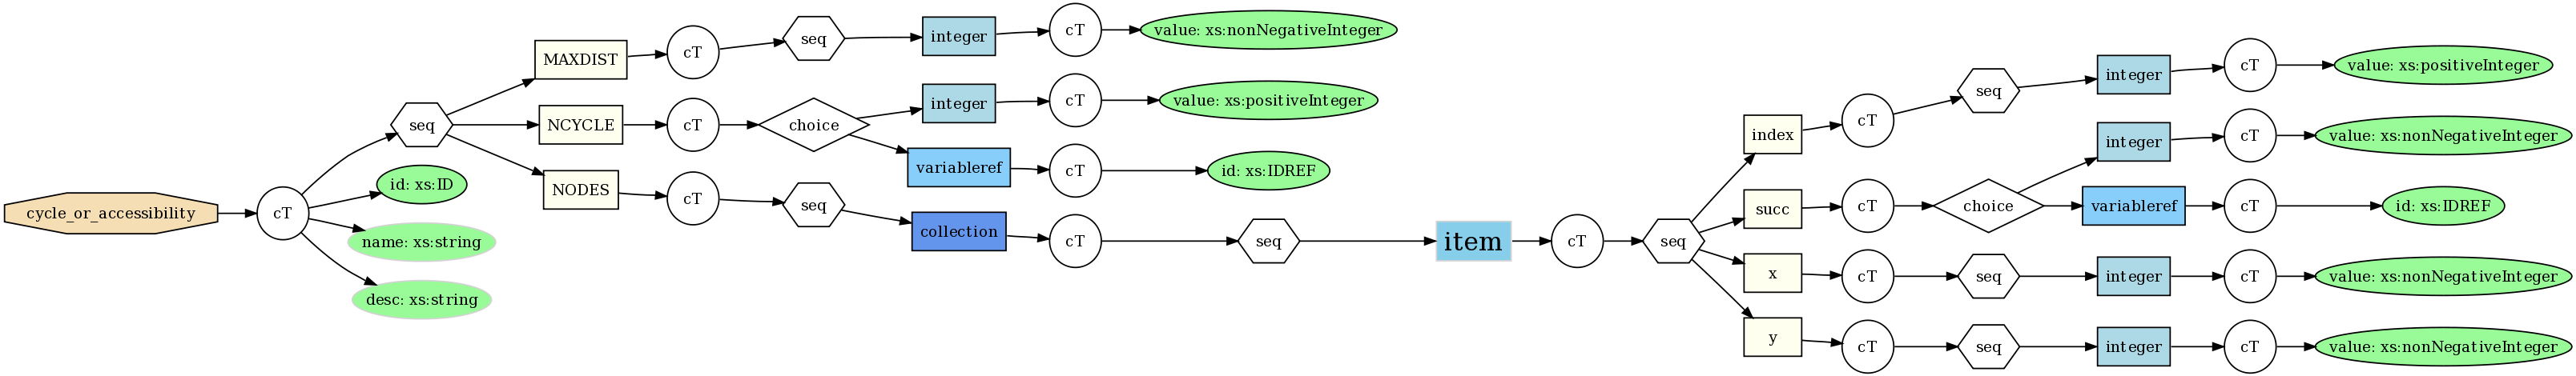 cycle_or_accessibility
cT
seq
id: xs:ID
name: xs:string
desc: xs:string
MAXDIST
cT
seq
integer
cT
value: xs:nonNegativeInteger
NCYCLE
cT
choice
integer
cT
value: xs:positiveInteger
variableref
cT
id: xs:IDREF
NODES
cT
seq
collection
cT
seq
item
cT
seq
index
cT
seq
integer
cT
value: xs:positiveInteger
succ
cT
choice
integer
cT
value: xs:nonNegativeInteger
variableref
cT
id: xs:IDREF
x
cT
seq
integer
cT
value: xs:nonNegativeInteger
y
cT
seq
integer
cT
value: xs:nonNegativeInteger